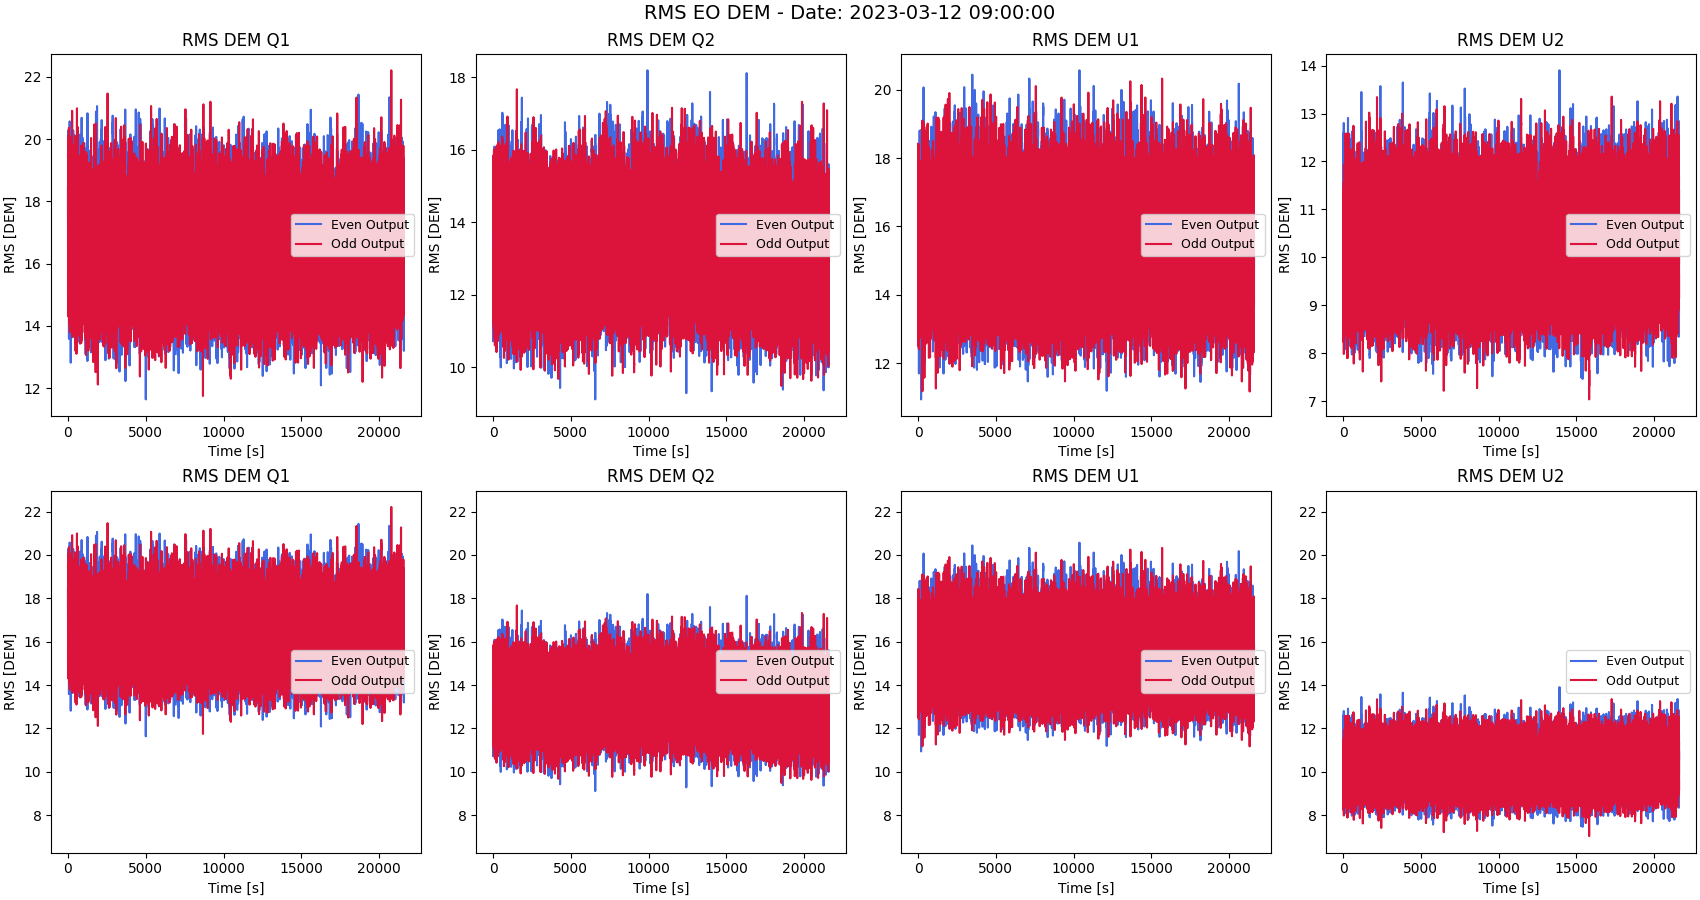 RMS EO DEM - Date: 2023-03-12 09:00:00
RMS DEM Q1
RMS [DEM]
22
20
18
16
14
12
Even Output
Odd Output
0 5000 10000 15000 20000
Time [s]
RMS DEM Q2
RMS [DEM]
18
16
14
12
10
Even Output
Odd Output
0 5000 10000 15000 20000
Time [s]
RMS DEM U1
RMS [DEM]
20
18
16
14
12
Even Output
Odd Output
0 5000 10000 15000 20000
Time [s]
RMS DEM U2
RMS [DEM]
14
13
12
11
10
9
8
7
Even Output
Odd Output
0 5000 10000 15000 20000
Time [s]
RMS DEM Q1
RMS [DEM]
22
20
18
16
14
12
10
8
Even Output
Odd Output
0 5000 10000 15000 20000
Time [s]
RMS DEM Q2
RMS [DEM]
22
20
18
16
14
12
10
8
Even Output
Odd Output
0 5000 10000 15000 20000
Time [s]
RMS DEM U1
RMS [DEM]
22
20
18
16
14
12
10
8
Even Output
Odd Output
0 5000 10000 15000 20000
Time [s]
RMS DEM U2
RMS [DEM]
22
20
18
16
14
12
10
8
Even Output
Odd Output
0 5000 10000 15000 20000
Time [s]